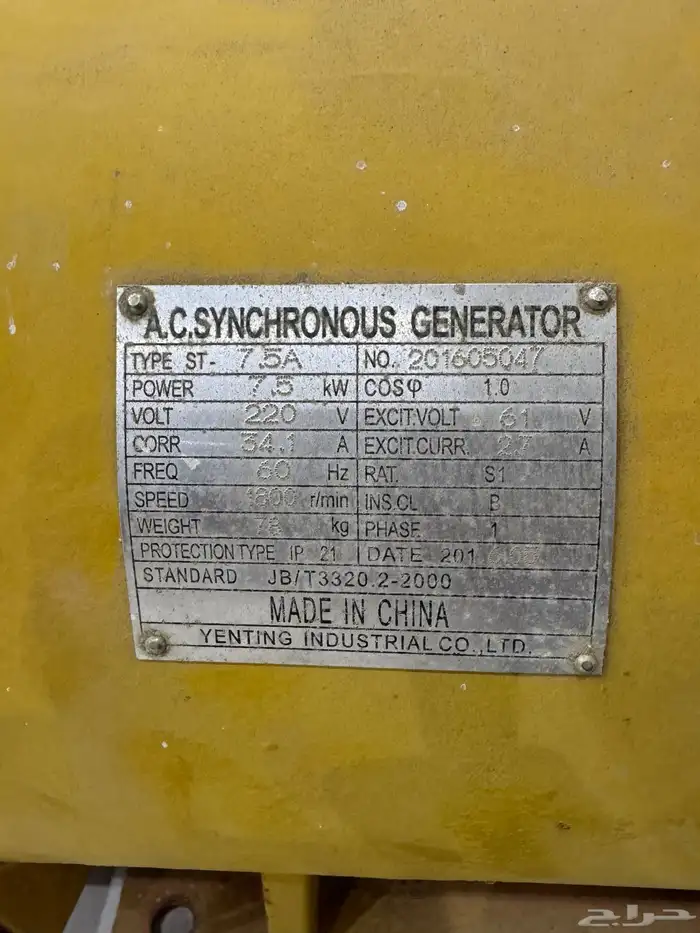 A.C.SYNCHRONOUS GENERATOR
TYPE ST- 7.5A NO. 201605047
POWER 7.5 kW COSφ 1.0
VOLT 220 V EXCIT.VOLT 61 V
CORR 34.1 A EXCIT.CURR. 2.7 A
FREQ 60 Hz RAT. S1
SPEED 1800 r/min INS.CL B
WEIGHT kg PHASE 1
PROTECTION TYPE IP 21 DATE 201
STANDARD JB/T3320.2-2000
MADE IN CHINA
YENTING INDUSTRIAL CO.,LTD.
حراج